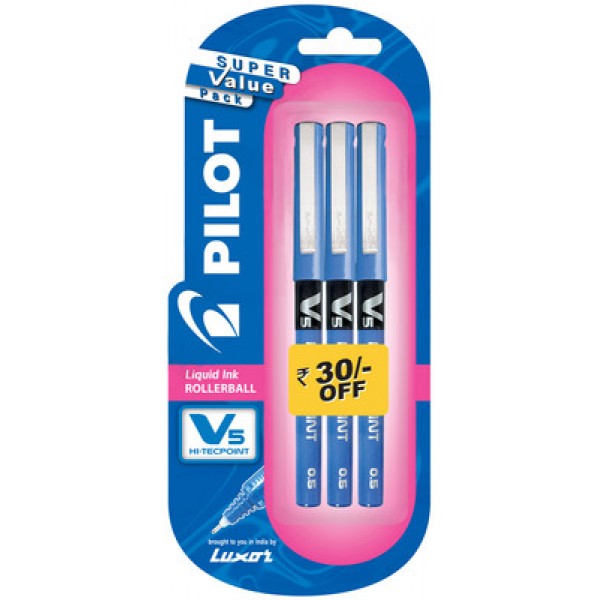 SUPER
Value
Pack
PILOT
Liquid Ink
ROLLERBALL
V5
HI-TECPOINT
brought to you in India by
Luxor
V5
V5
V5
₹ 30/-
OFF
0.5
0.5
0.5